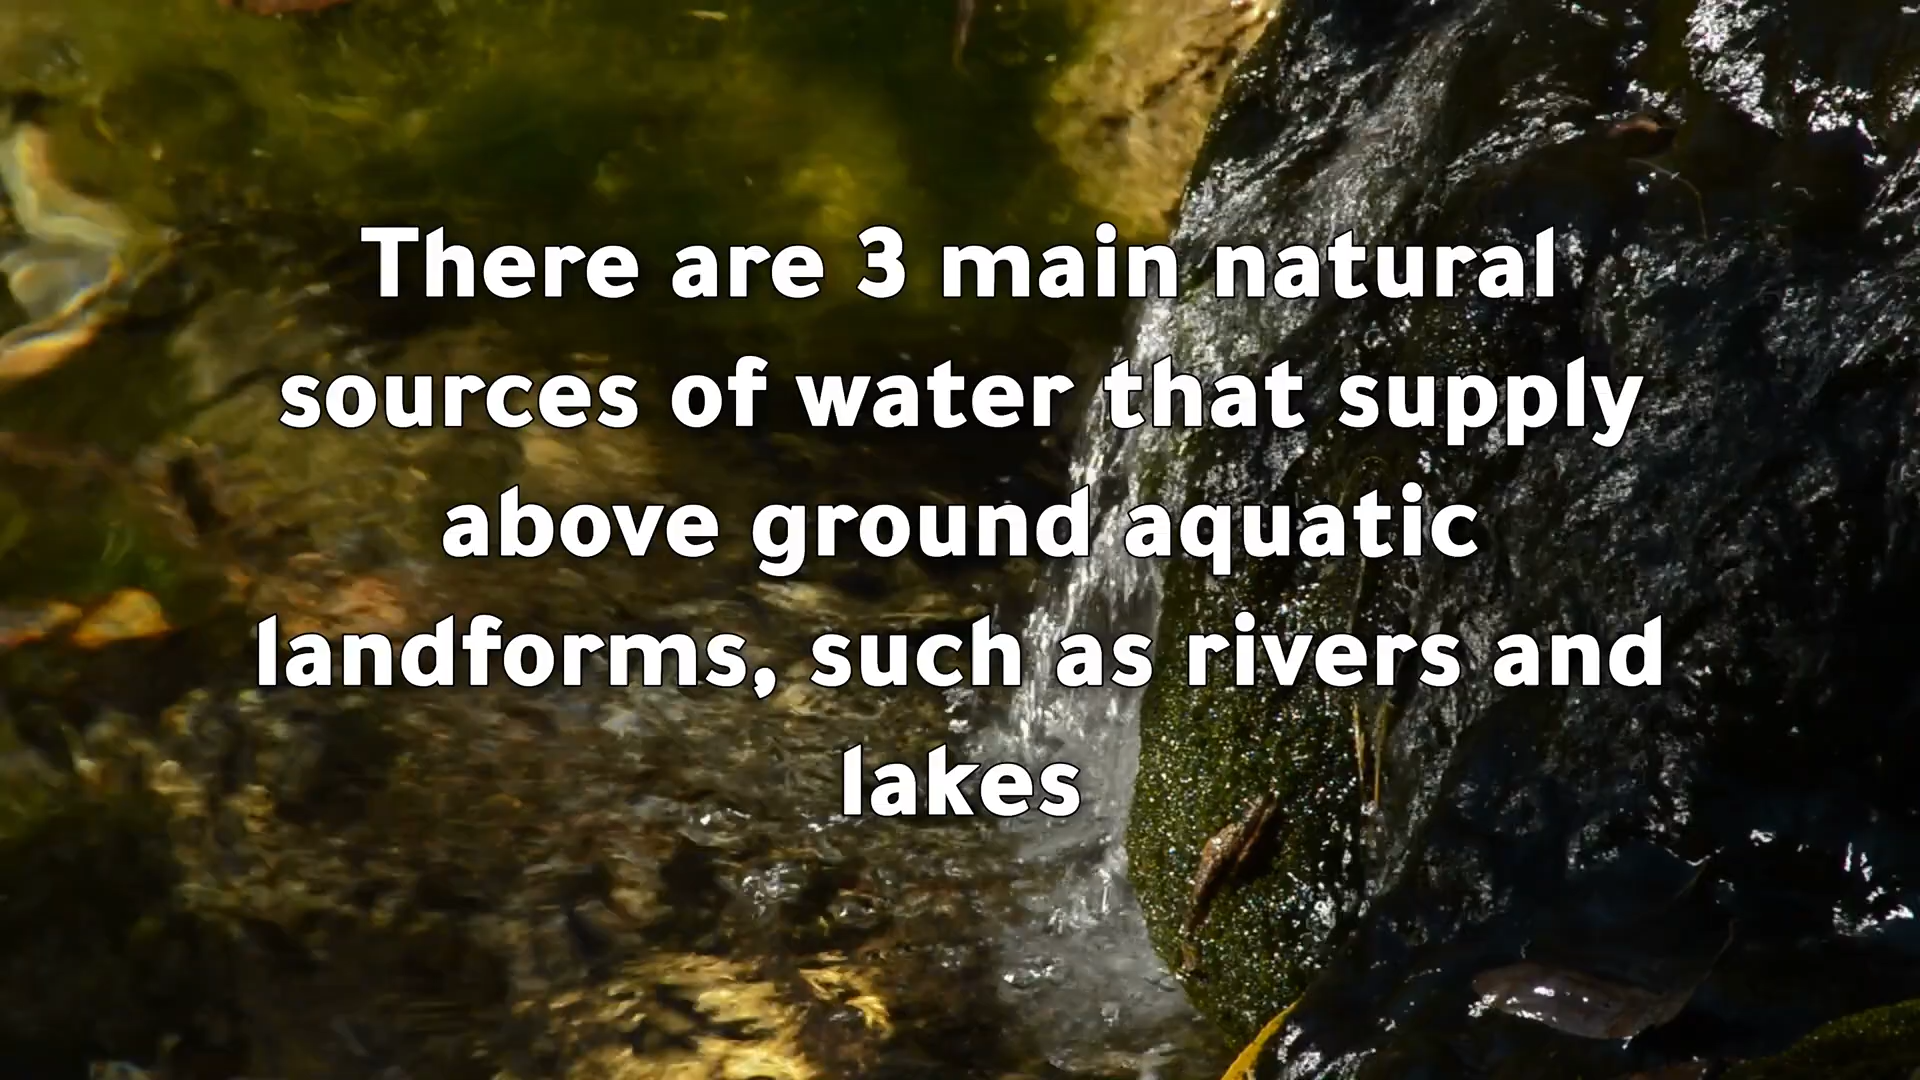 There are 3 main natural
sources of water that supply
above ground aquatic
landforms, such as rivers and
lakes